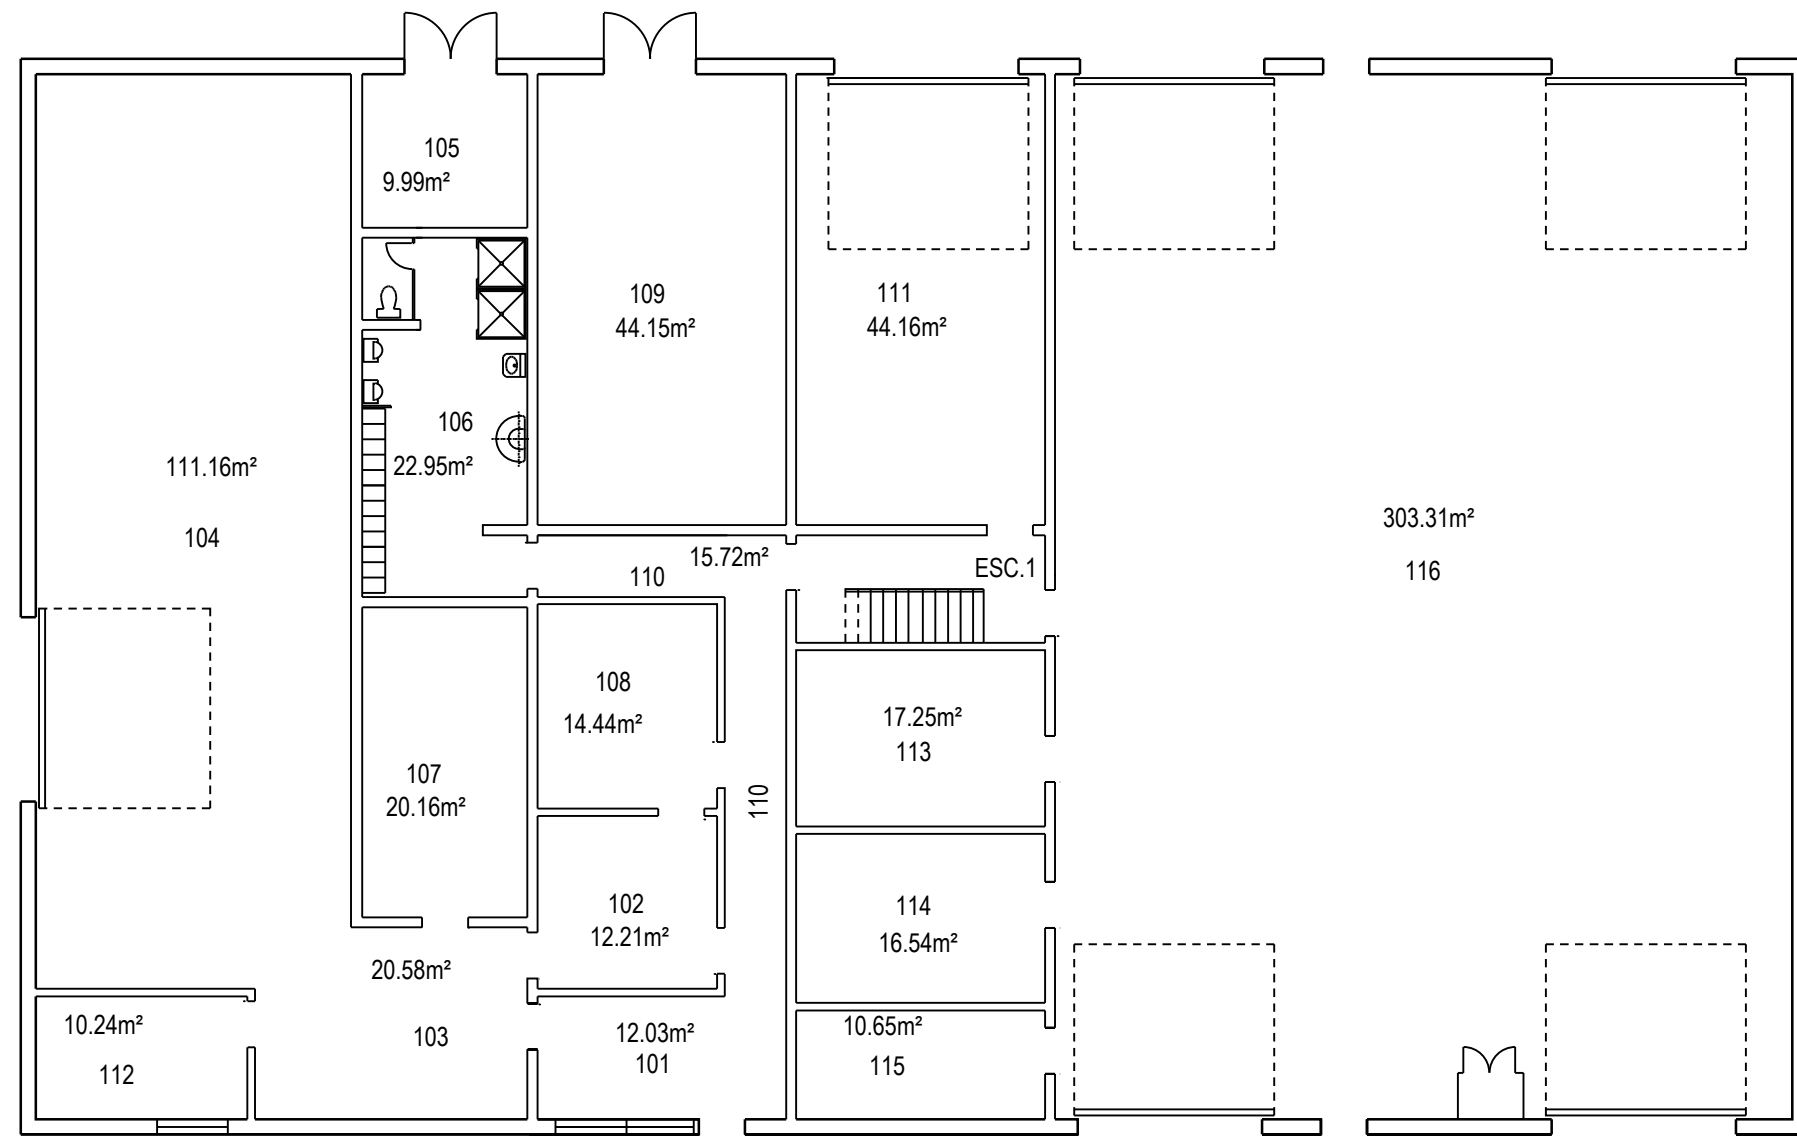 105
9.99m²
109
44.15m²
111
44.16m²
106
22.95m²
111.16m²
104
303.31m²
116
15.72m²
110
ESC.1
108
14.44m²
17.25m²
113
107
20.16m²
110
102
12.21m²
114
16.54m²
20.58m²
103
10.24m²
112
12.03m²
101
10.65m²
115